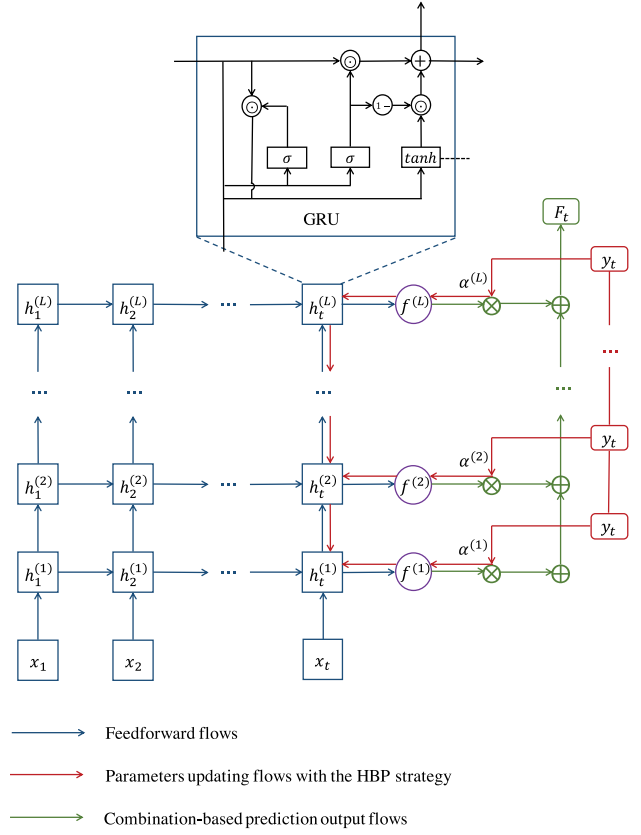 1−
σ σ tanh
GRU
F_t
y_t
α^(L)
h_1^(L) h_2^(L) ... h_t^(L) f^(L)
...
... ... ... ...
y_t
α^(2)
h_1^(2) h_2^(2) ... h_t^(2) f^(2)
y_t
α^(1)
h_1^(1) h_2^(1) ... h_t^(1) f^(1)
x_1 x_2 x_t
Feedforward flows
Parameters updating flows with the HBP strategy
Combination-based prediction output flows